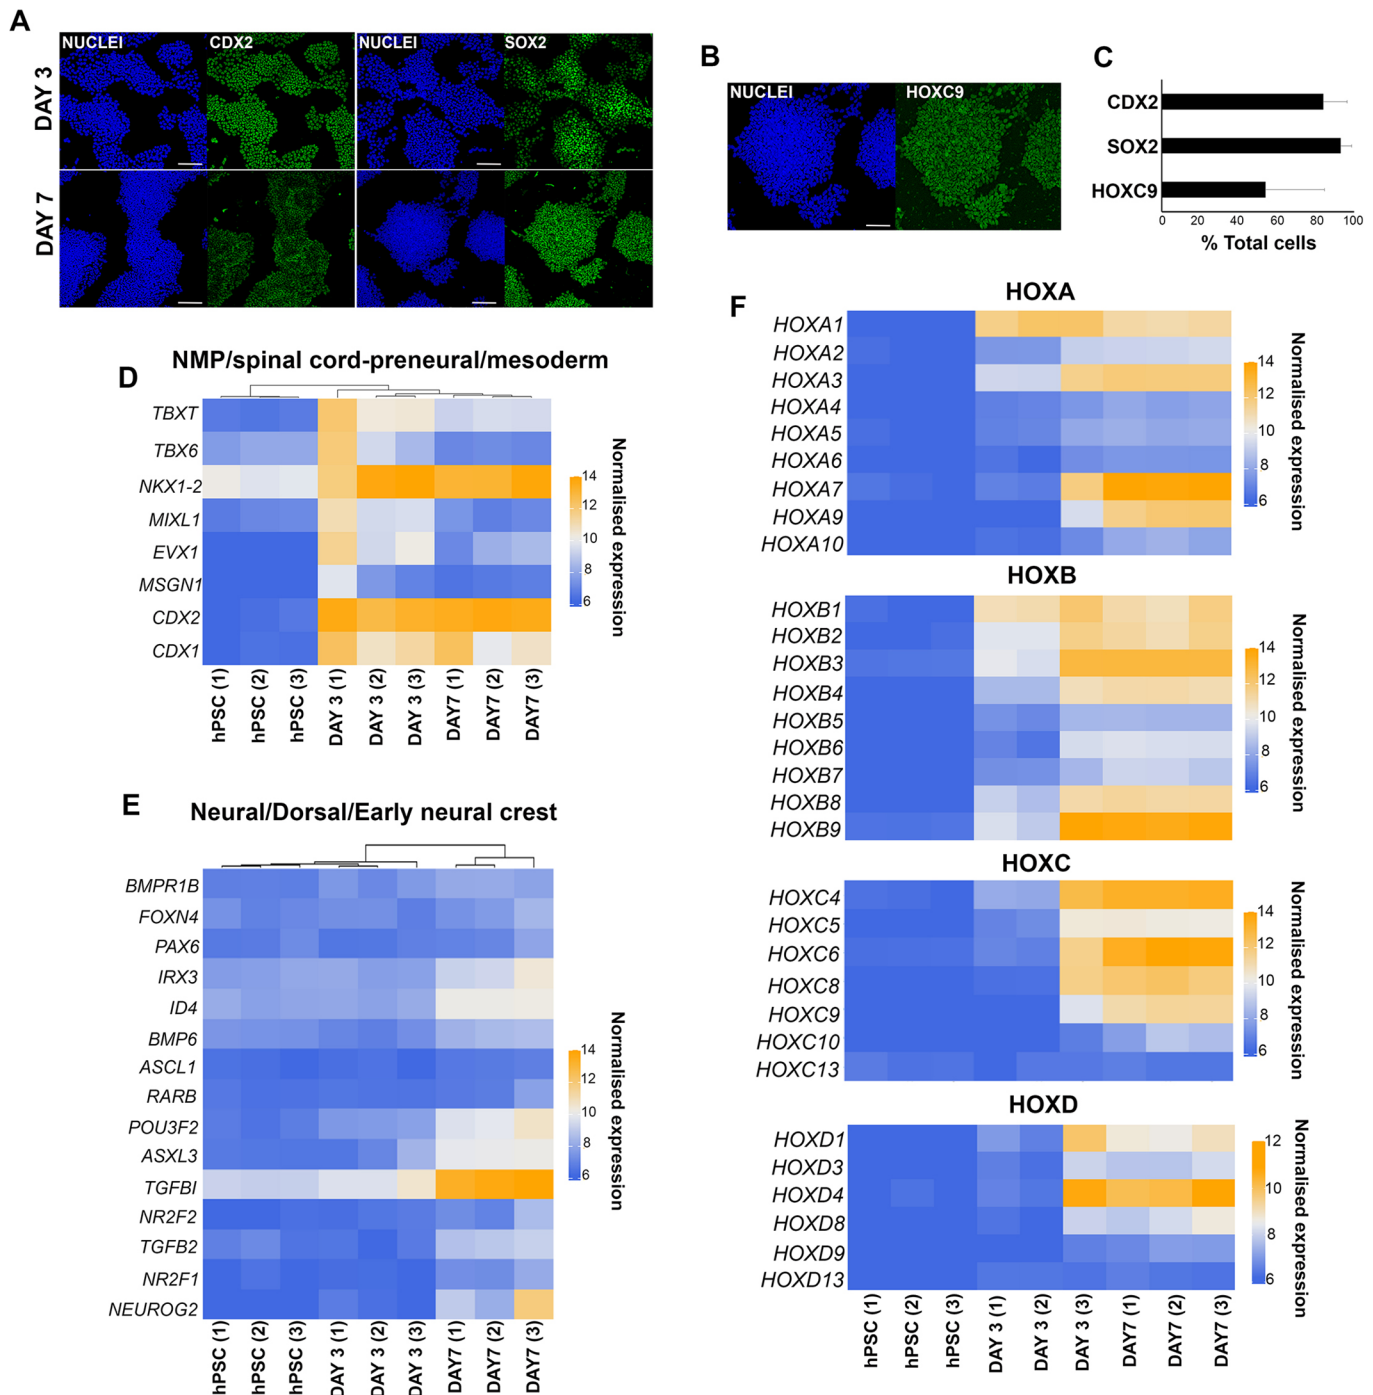 A
NUCLEI CDX2 NUCLEI SOX2
DAY 3
DAY 7
B
NUCLEI HOXC9
C
CDX2
SOX2
HOXC9
0 20 40 60 80 100
% Total cells
D
NMP/spinal cord-preneural/mesoderm
TBXT
TBX6
NKX1-2
MIXL1
EVX1
MSGN1
CDX2
CDX1
hPSC (1) hPSC (2) hPSC (3) DAY 3 (1) DAY 3 (2) DAY 3 (3) DAY7 (1) DAY7 (2) DAY7 (3)
14
12
10
8
6
Normalised expression
E
Neural/Dorsal/Early neural crest
BMPR1B
FOXN4
PAX6
IRX3
ID4
BMP6
ASCL1
RARB
POU3F2
ASXL3
TGFBI
NR2F2
TGFB2
NR2F1
NEUROG2
hPSC (1) hPSC (2) hPSC (3) DAY 3 (1) DAY 3 (2) DAY 3 (3) DAY7 (1) DAY7 (2) DAY7 (3)
14
12
10
8
6
Normalised expression
F
HOXA
HOXA1
HOXA2
HOXA3
HOXA4
HOXA5
HOXA6
HOXA7
HOXA9
HOXA10
14
12
10
8
6
Normalised expression
HOXB
HOXB1
HOXB2
HOXB3
HOXB4
HOXB5
HOXB6
HOXB7
HOXB8
HOXB9
14
12
10
8
6
Normalised expression
HOXC
HOXC4
HOXC5
HOXC6
HOXC8
HOXC9
HOXC10
HOXC13
14
12
10
8
6
Normalised expression
HOXD
HOXD1
HOXD3
HOXD4
HOXD8
HOXD9
HOXD13
12
10
8
6
Normalised expression
hPSC (1) hPSC (2) hPSC (3) DAY 3 (1) DAY 3 (2) DAY 3 (3) DAY7 (1) DAY7 (2) DAY7 (3)